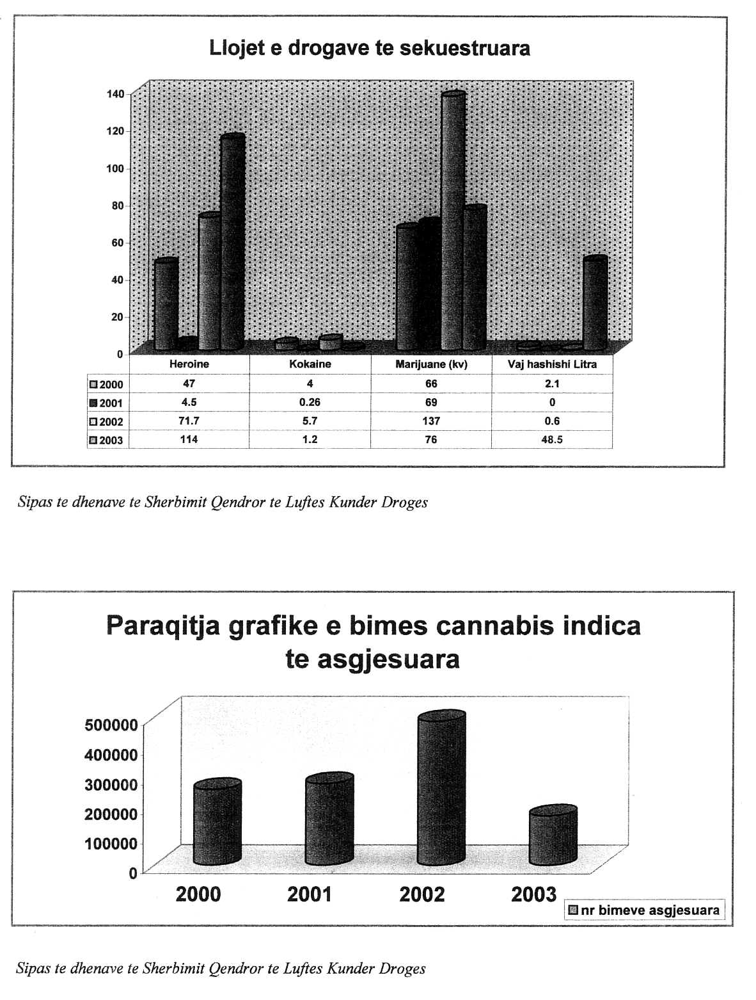 Llojet e drogave te sekuestruara
140
120
100
80
60
40
20
0
Heroine Kokaine Marijuane (kv) Vaj hashishi Litra
2000 47 4 66 2.1
2001 4.5 0.26 69 0
2002 71.7 5.7 137 0.6
2003 114 1.2 76 48.5
Sipas te dhenave te Sherbimit Qendror te Luftes Kunder Droges
Paraqitja grafike e bimes cannabis indica
te asgjesuara
500000
400000
300000
200000
100000
0
2000 2001 2002 2003
nr bimeve asgjesuara
Sipas te dhenave te Sherbimit Qendror te Luftes Kunder Droges